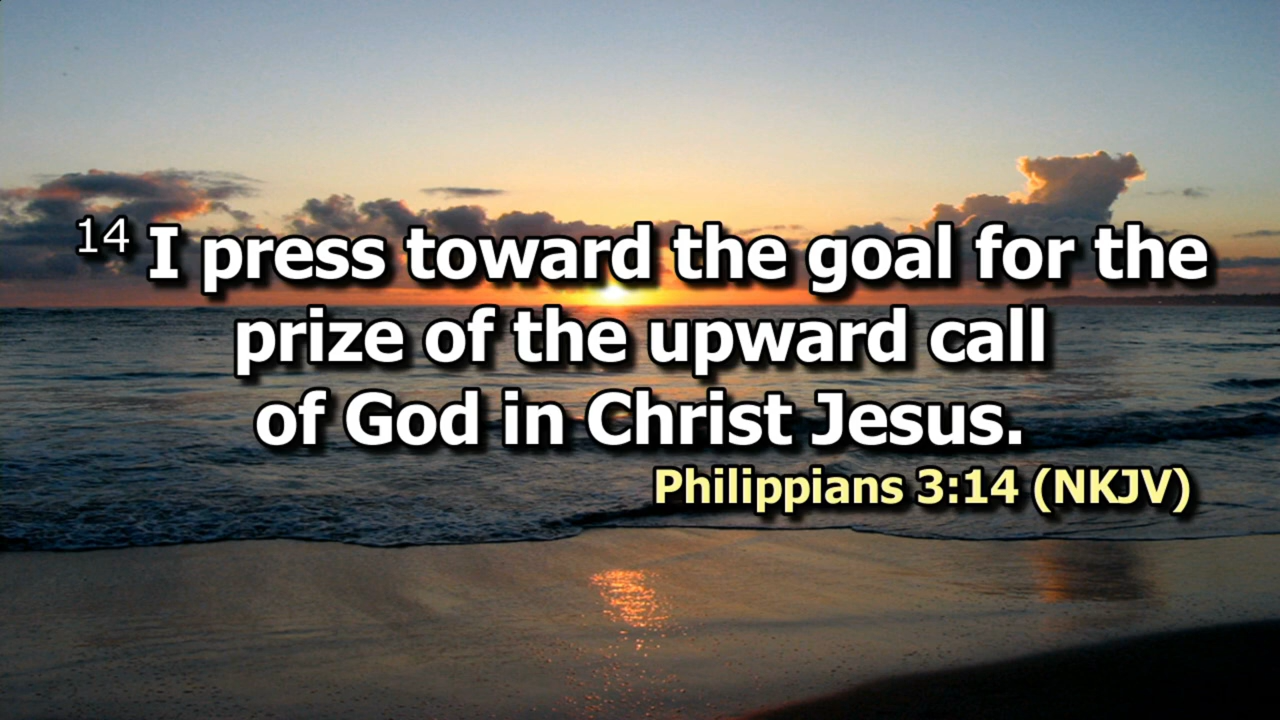 14 I press toward the goal for the
prize of the upward call
of God in Christ Jesus.
Philippians 3:14 (NKJV)